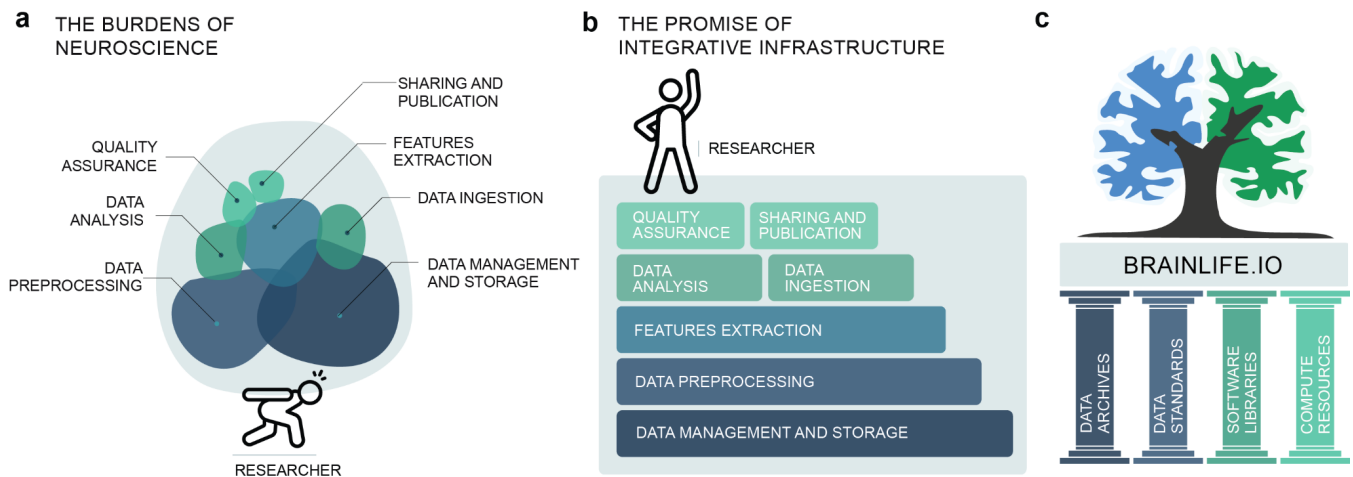 a
THE BURDENS OF
NEUROSCIENCE
SHARING AND
PUBLICATION
QUALITY
ASSURANCE
FEATURES
EXTRACTION
DATA
ANALYSIS
DATA INGESTION
DATA
PREPROCESSING
DATA MANAGEMENT
AND STORAGE
RESEARCHER
b
THE PROMISE OF
INTEGRATIVE INFRASTRUCTURE
RESEARCHER
QUALITY
ASSURANCE
SHARING AND
PUBLICATION
DATA
ANALYSIS
DATA
INGESTION
FEATURES EXTRACTION
DATA PREPROCESSING
DATA MANAGEMENT AND STORAGE
c
BRAINLIFE.IO
DATA
ARCHIVES
DATA
STANDARDS
SOFTWARE
LIBRARIES
COMPUTE
RESOURCES